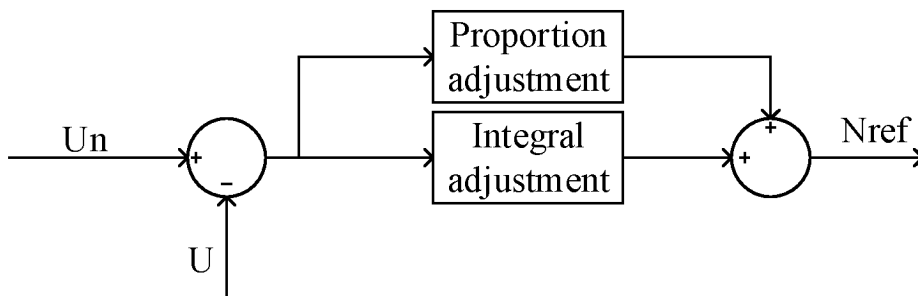 Proportion
adjustment
Un
+
−
U
Integral
adjustment
+
+
Nref